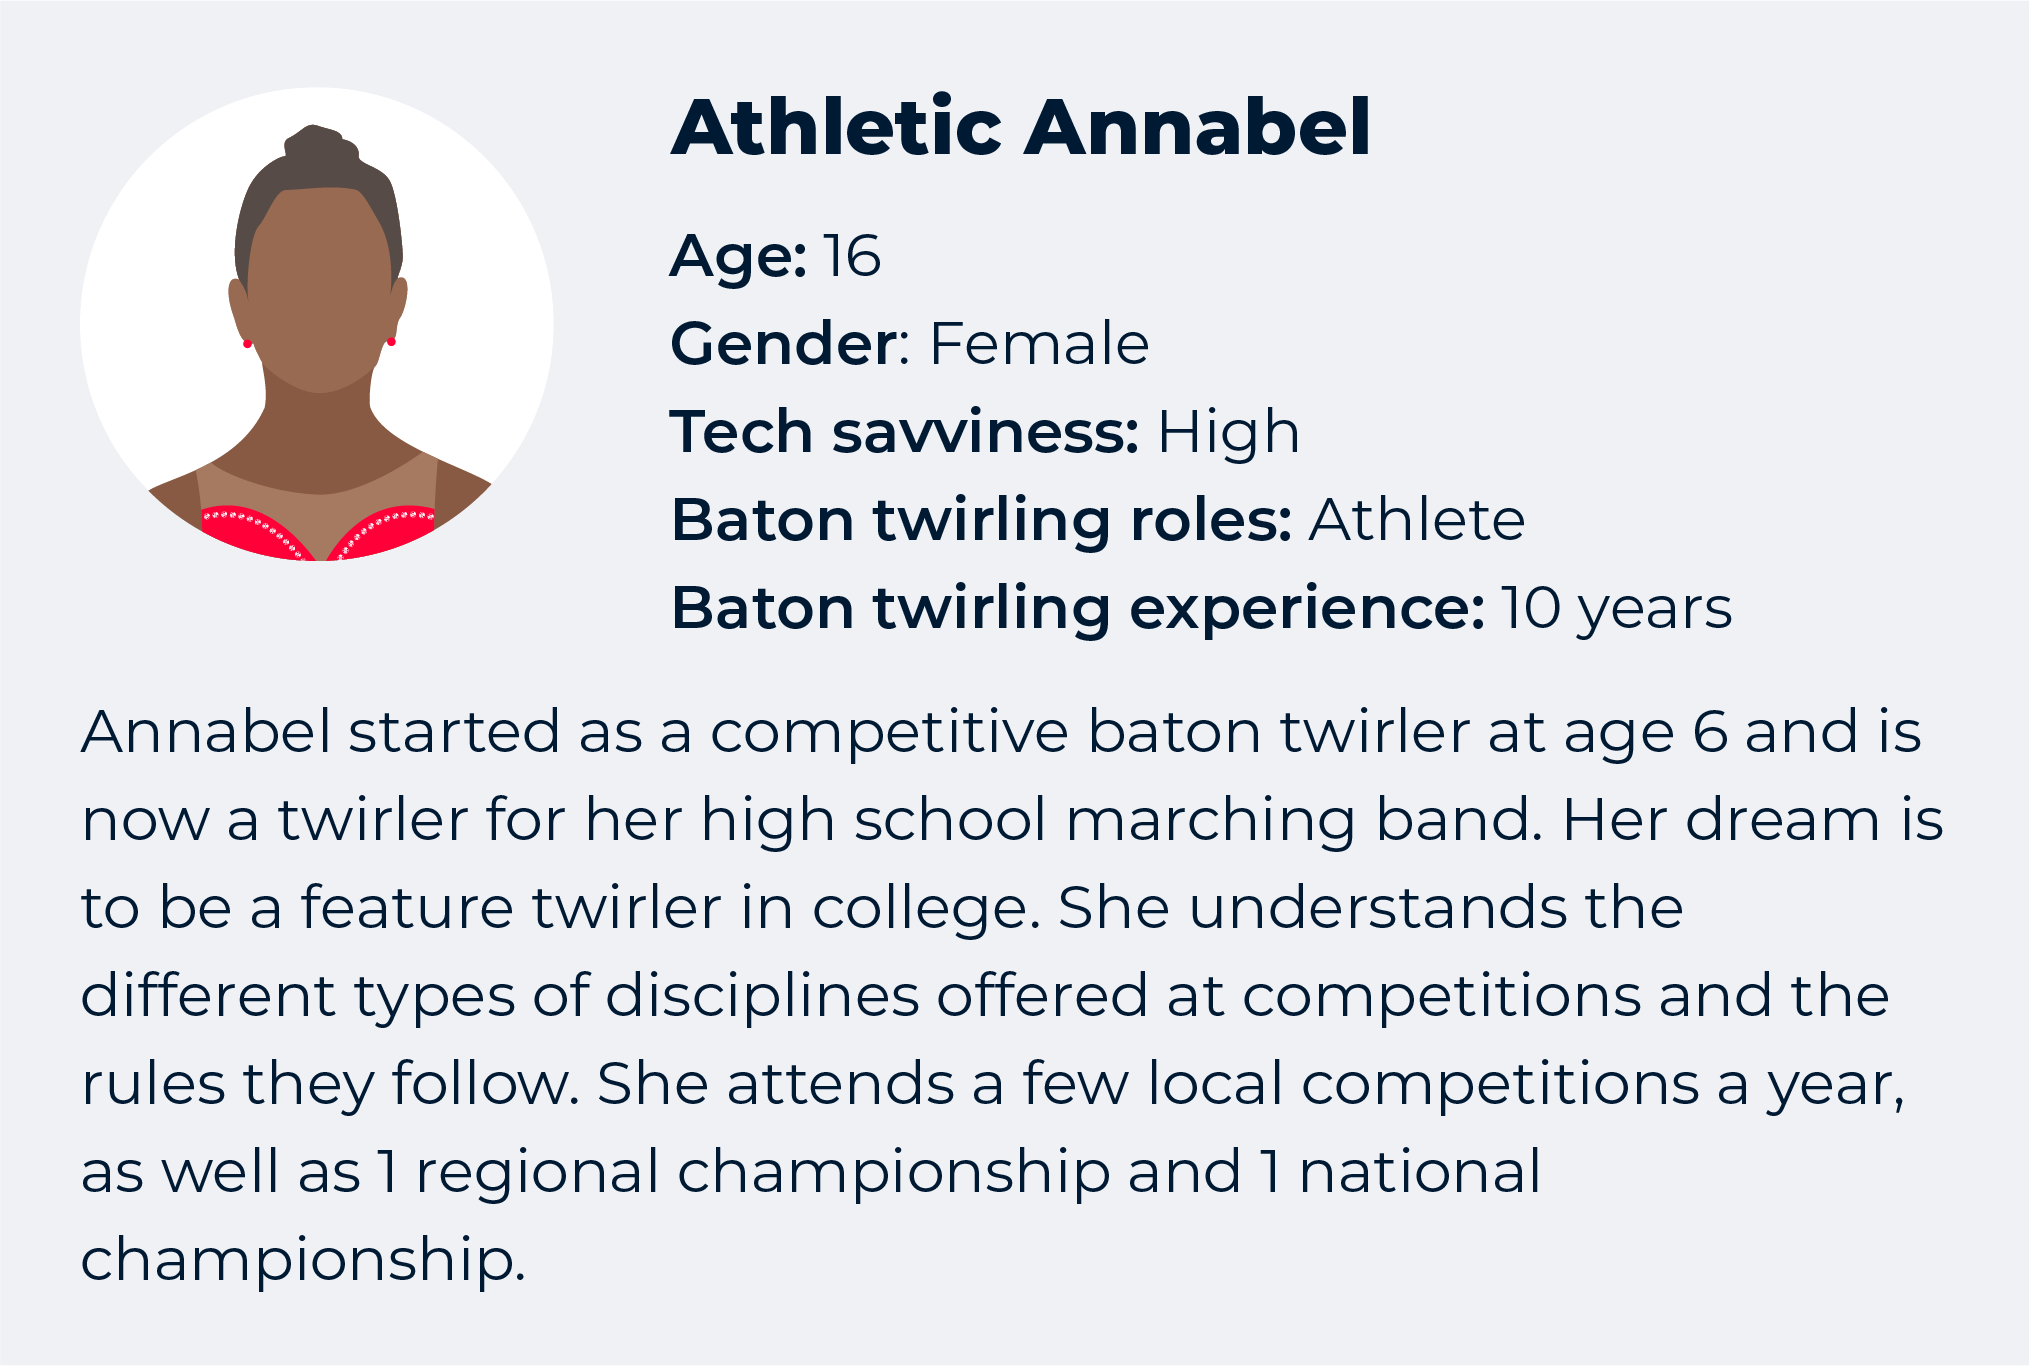 Athletic Annabel
Age: 16
Gender: Female
Tech savviness: High
Baton twirling roles: Athlete
Baton twirling experience: 10 years
Annabel started as a competitive baton twirler at age 6 and is
now a twirler for her high school marching band. Her dream is
to be a feature twirler in college. She understands the
different types of disciplines offered at competitions and the
rules they follow. She attends a few local competitions a year,
as well as 1 regional championship and 1 national
championship.